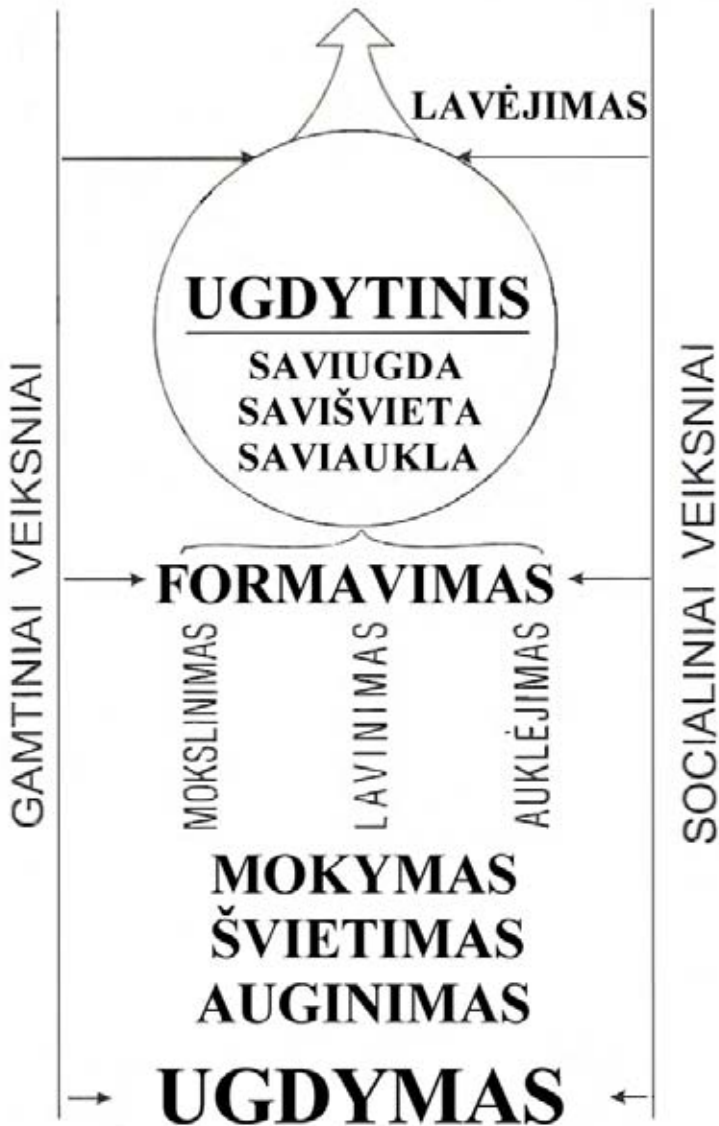 LAVĖJIMAS
UGDYTINIS
SAVIUGDA
SAVIŠVIETA
SAVIAUKLA
GAMTINIAI VEIKSNIAI
SOCIALINIAI VEIKSNIAI
FORMAVIMAS
MOKSLINIMAS
LAVINIMAS
AUKLĖJIMAS
MOKYMAS
ŠVIETIMAS
AUGINIMAS
UGDYMAS